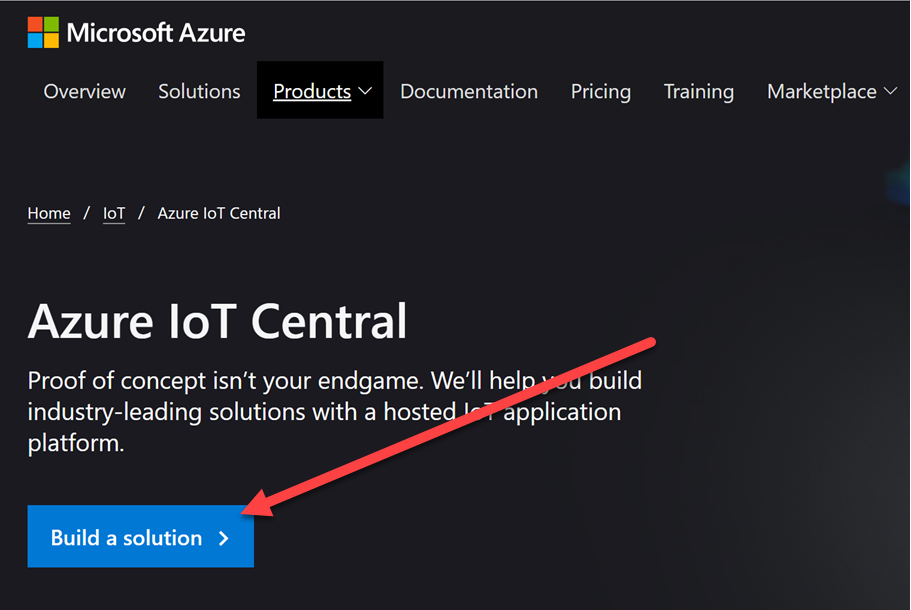 Microsoft Azure
Overview Solutions Products Documentation Pricing Training Marketplace
Home / IoT / Azure IoT Central
Azure IoT Central
Proof of concept isn’t your endgame. We’ll help you build
industry-leading solutions with a hosted IoT application
platform.
Build a solution